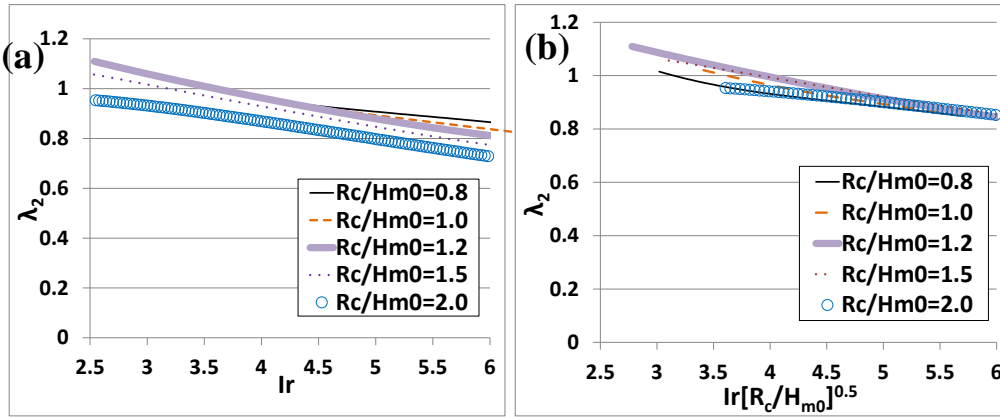 (a)
1.2
1
0.8
0.6
0.4
0.2
0
λ2
Rc/Hm0=0.8
Rc/Hm0=1.0
Rc/Hm0=1.2
Rc/Hm0=1.5
Rc/Hm0=2.0
2.5 3 3.5 4 4.5 5 5.5 6
Ir
(b)
1.2
1
0.8
0.6
0.4
0.2
0
λ2
Rc/Hm0=0.8
Rc/Hm0=1.0
Rc/Hm0=1.2
Rc/Hm0=1.5
Rc/Hm0=2.0
2.5 3 3.5 4 4.5 5 5.5 6
Ir[Rc/Hm0]0.5